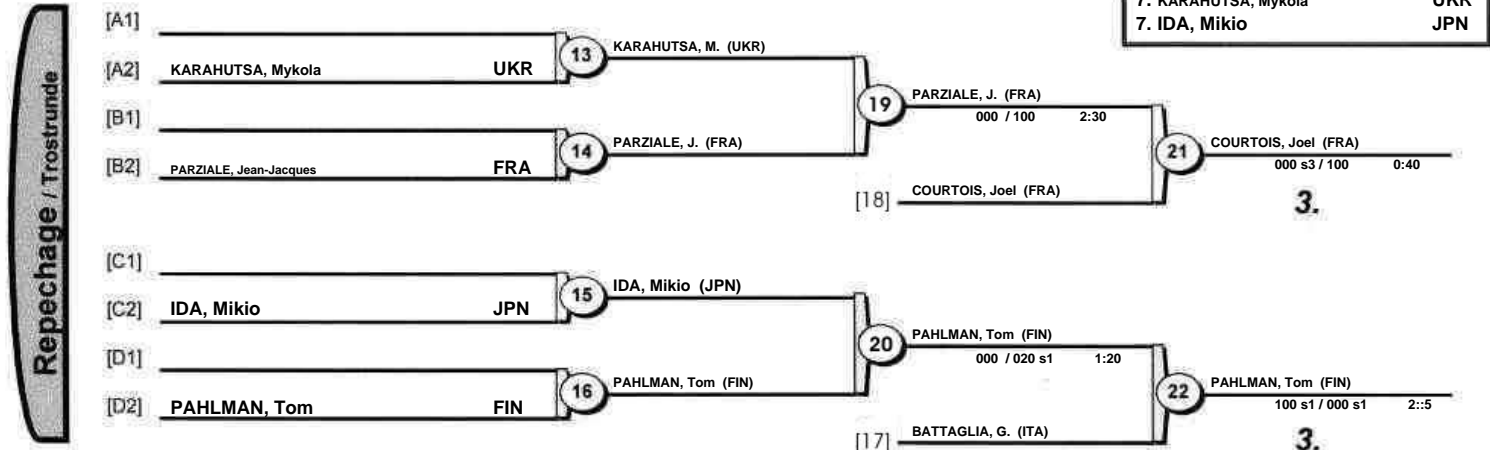 7. KARAHUTSA, Mykola UKR
7. IDA, Mikio JPN
Repechage / Trostrunde
[A1]
[A2] KARAHUTSA, Mykola UKR
13
KARAHUTSA, M. (UKR)
[B1]
[B2] PARZIALE, Jean-Jacques FRA
14
PARZIALE, J. (FRA)
19
PARZIALE, J. (FRA)
000 / 100 2:30
[18] COURTOIS, Joel (FRA)
21
COURTOIS, Joel (FRA)
000 s3 / 100 0:40
3.
[C1]
[C2] IDA, Mikio JPN
15
IDA, Mikio (JPN)
[D1]
[D2] PAHLMAN, Tom FIN
16
PAHLMAN, Tom (FIN)
20
PAHLMAN, Tom (FIN)
000 / 020 s1 1:20
[17] BATTAGLIA, G. (ITA)
22
PAHLMAN, Tom (FIN)
100 s1 / 000 s1 2::5
3.